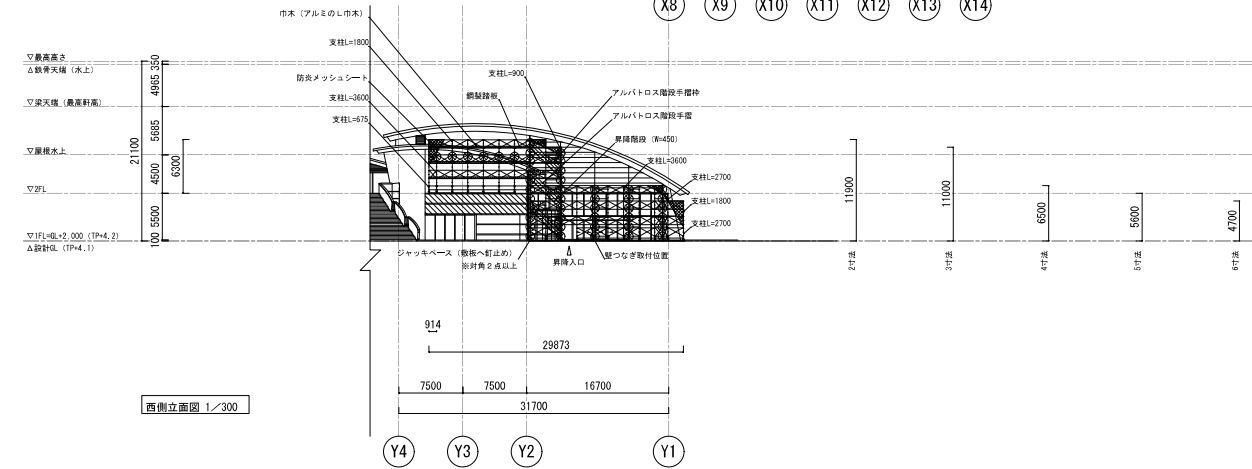 X8 X9 X10 X11 X12 X13 X14
巾木（アルミのL巾木）
支柱L=1800
防炎メッシュシート
支柱L=3600
支柱L=675
支柱L=900
鋼製踏板
アルバトロス階段手摺枠
アルバトロス階段手摺
昇降階段（W=450）
支柱L=3600
支柱L=2700
支柱L=1800
支柱L=2700
▽最高高さ
△鉄骨天端（水上）
▽梁天端（最高軒高）
▽屋根水上
▽2FL
▽1FL=GL+2,000（TP+4.2）
△設計GL（TP+4.1）
350
4965
5685
4500
5500
100
21100
6300
ジャッキベース（敷板へ釘止め）
※対角２点以上
昇降入口
壁つなぎ取付位置
11900
11000
6500
5600
4700
2寸法
3寸法
4寸法
5寸法
6寸法
914
29873
7500 7500 16700
31700
西側立面図 1／300
Y4 Y3 Y2 Y1